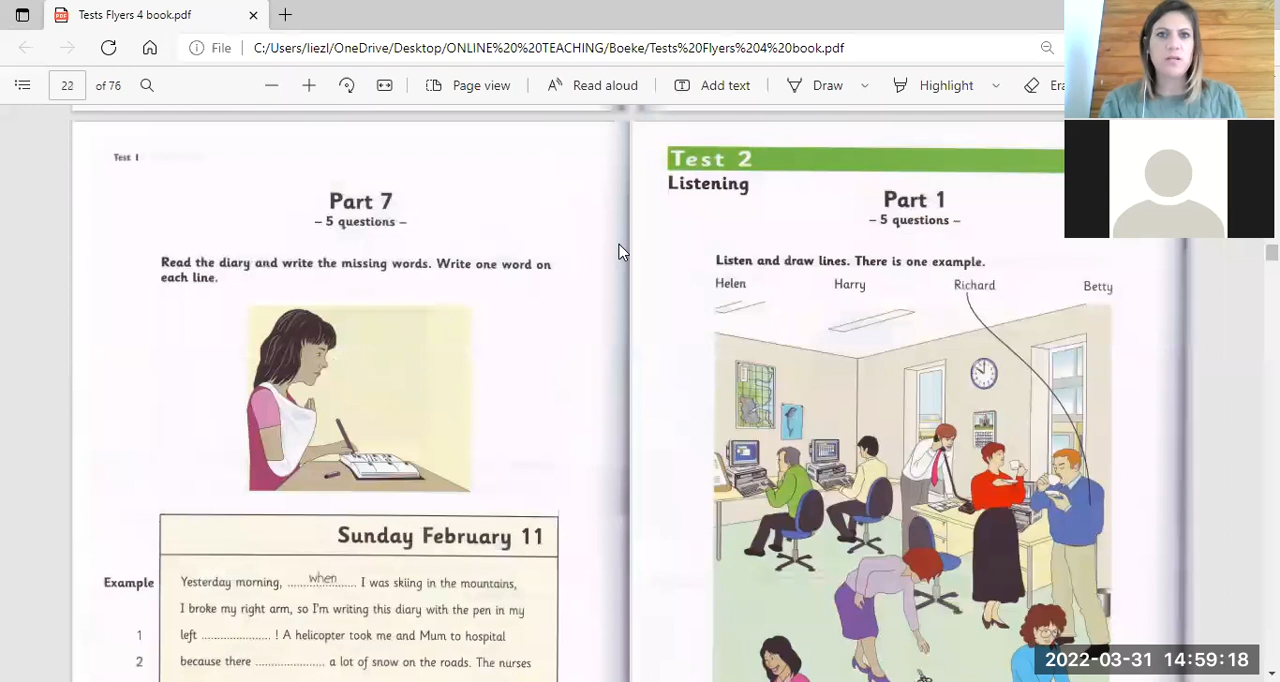 Tests Flyers 4 book.pdf
File
C:/Users/liezl/OneDrive/Desktop/ONLINE%20%20TEACHING/Boeke/Tests%20Flyers%204%20book.pdf
22 of 76
Page view
Read aloud
Add text
Draw
Highlight
Era
Test 1
Part 7
– 5 questions –
Read the diary and write the missing words. Write one word on
each line.
Sunday February 11
Example Yesterday morning, ....when.... I was skiing in the mountains,
I broke my right arm, so I'm writing this diary with the pen in my
1 left .................... ! A helicopter took me and Mum to hospital
2 because there .................... a lot of snow on the roads. The nurses
Test 2
Listening
Part 1
– 5 questions –
Listen and draw lines. There is one example.
Helen Harry Richard Betty
2022-03-31 14:59:18